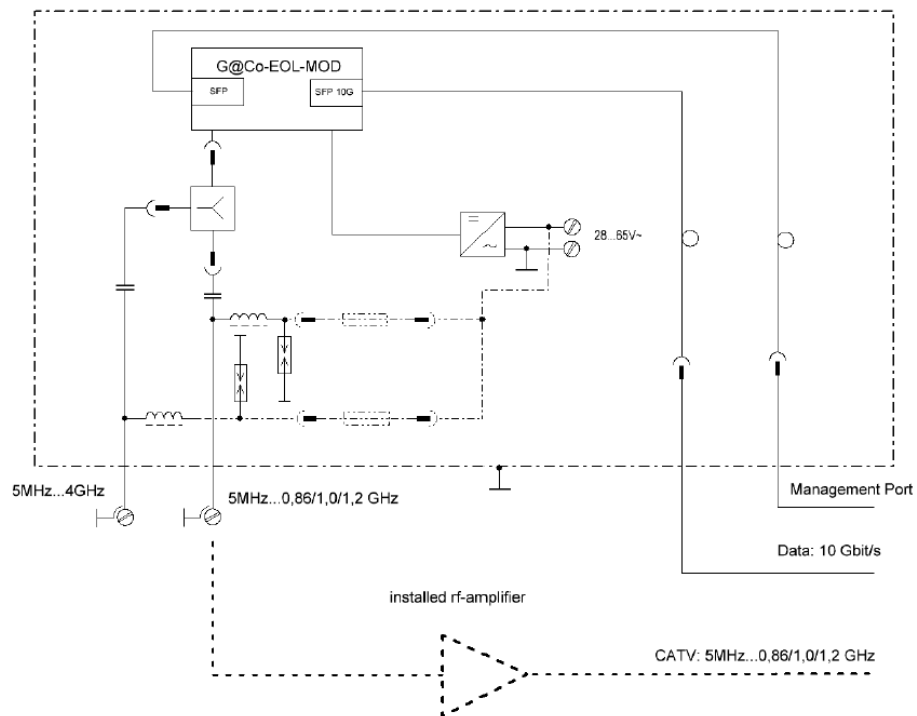 G@Co-EOL-MOD
SFP
SFP 10G
28...65V~
5MHz...4GHz
5MHz...0,86/1,0/1,2 GHz
Management Port
Data: 10 Gbit/s
installed rf-amplifier
CATV: 5MHz...0,86/1,0/1,2 GHz